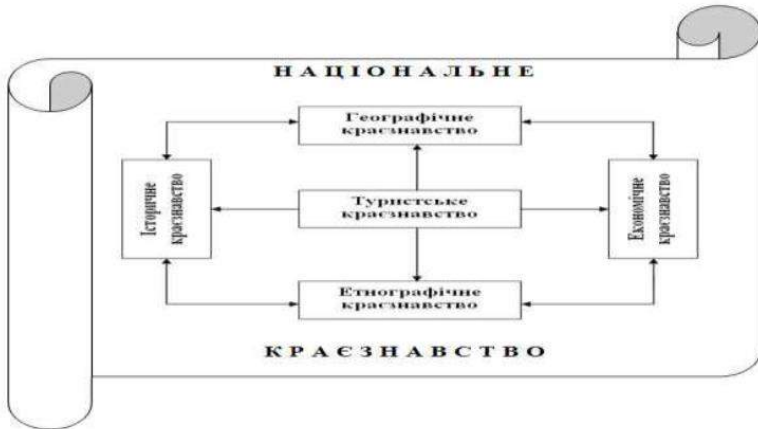 НАЦІОНАЛЬНЕ
Географічне
краєзнавство
Історичне
краєзнавство
Туристське
краєзнавство
Економічне
краєзнавство
Етнографічне
краєзнавство
КРАЄЗНАВСТВО